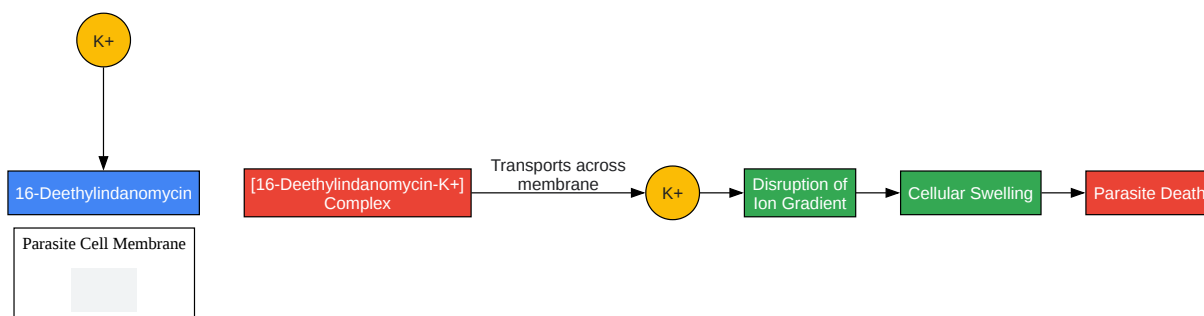 K+
16-Deethylindanomycin
Parasite Cell Membrane
[16-Deethylindanomycin-K+]
Complex
Transports across
membrane
K+
Disruption of
Ion Gradient
Cellular Swelling
Parasite Death